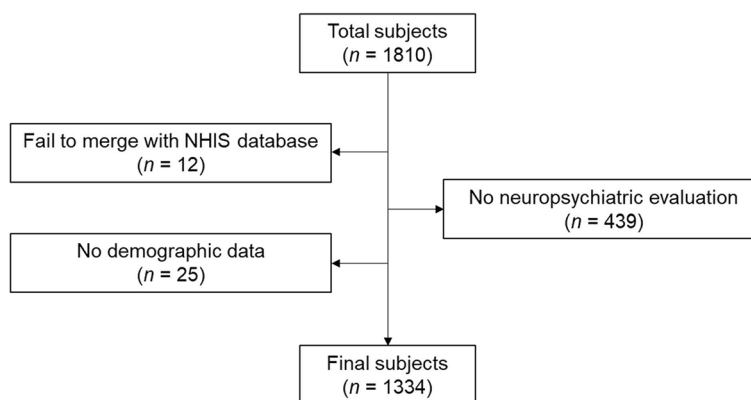 Total subjects
(n = 1810)
Fail to merge with NHIS database
(n = 12)
No neuropsychiatric evaluation
(n = 439)
No demographic data
(n = 25)
Final subjects
(n = 1334)